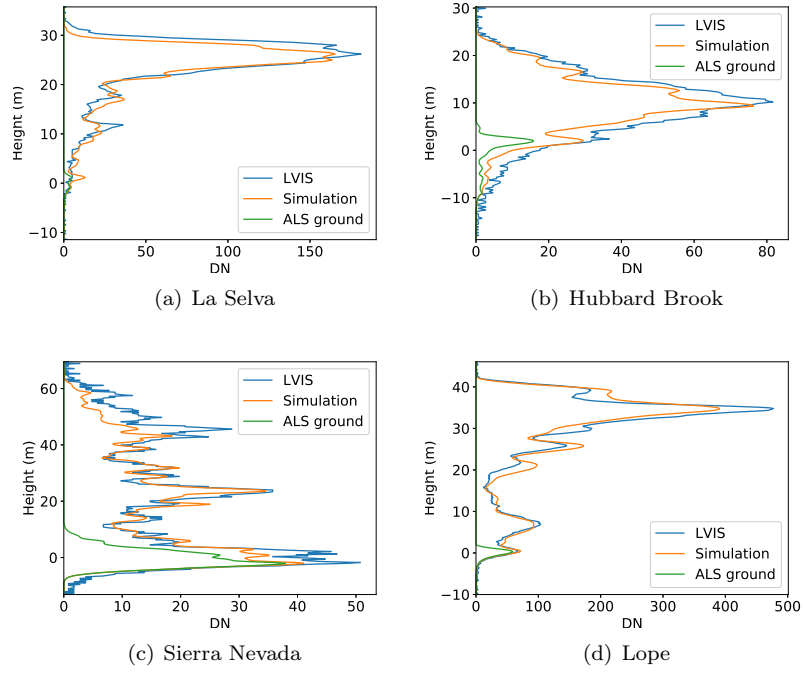 30
20
10
0
−10
Height (m)
LVIS
Simulation
ALS ground
0
50
100
150
DN
(a) La Selva
30
20
10
0
−10
Height (m)
LVIS
Simulation
ALS ground
0
20
40
60
80
DN
(b) Hubbard Brook
60
40
20
0
Height (m)
LVIS
Simulation
ALS ground
0
10
20
30
40
50
DN
(c) Sierra Nevada
40
30
20
10
0
−10
Height (m)
LVIS
Simulation
ALS ground
0
100
200
300
400
500
DN
(d) Lope